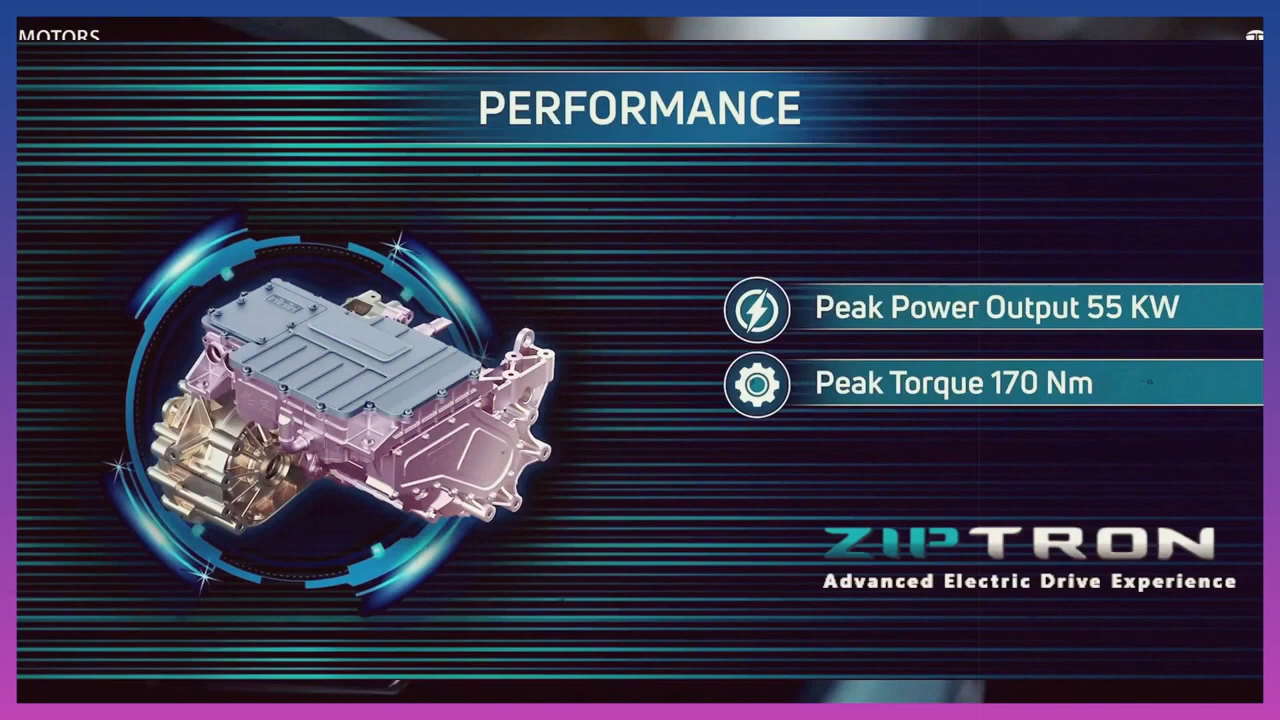 MOTORS
PERFORMANCE
Peak Power Output 55 KW
Peak Torque 170 Nm
ZIPTRON
Advanced Electric Drive Experience